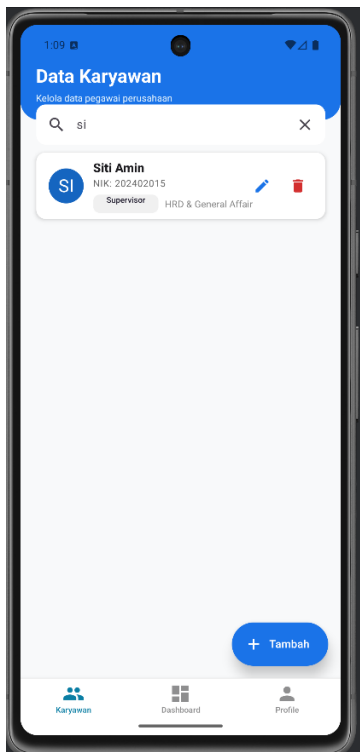 1:09
Data Karyawan
Kelola data pegawai perusahaan
si
SI
Siti Amin
NIK: 202402015
Supervisor HRD & General Affair
+ Tambah
Karyawan Dashboard Profile